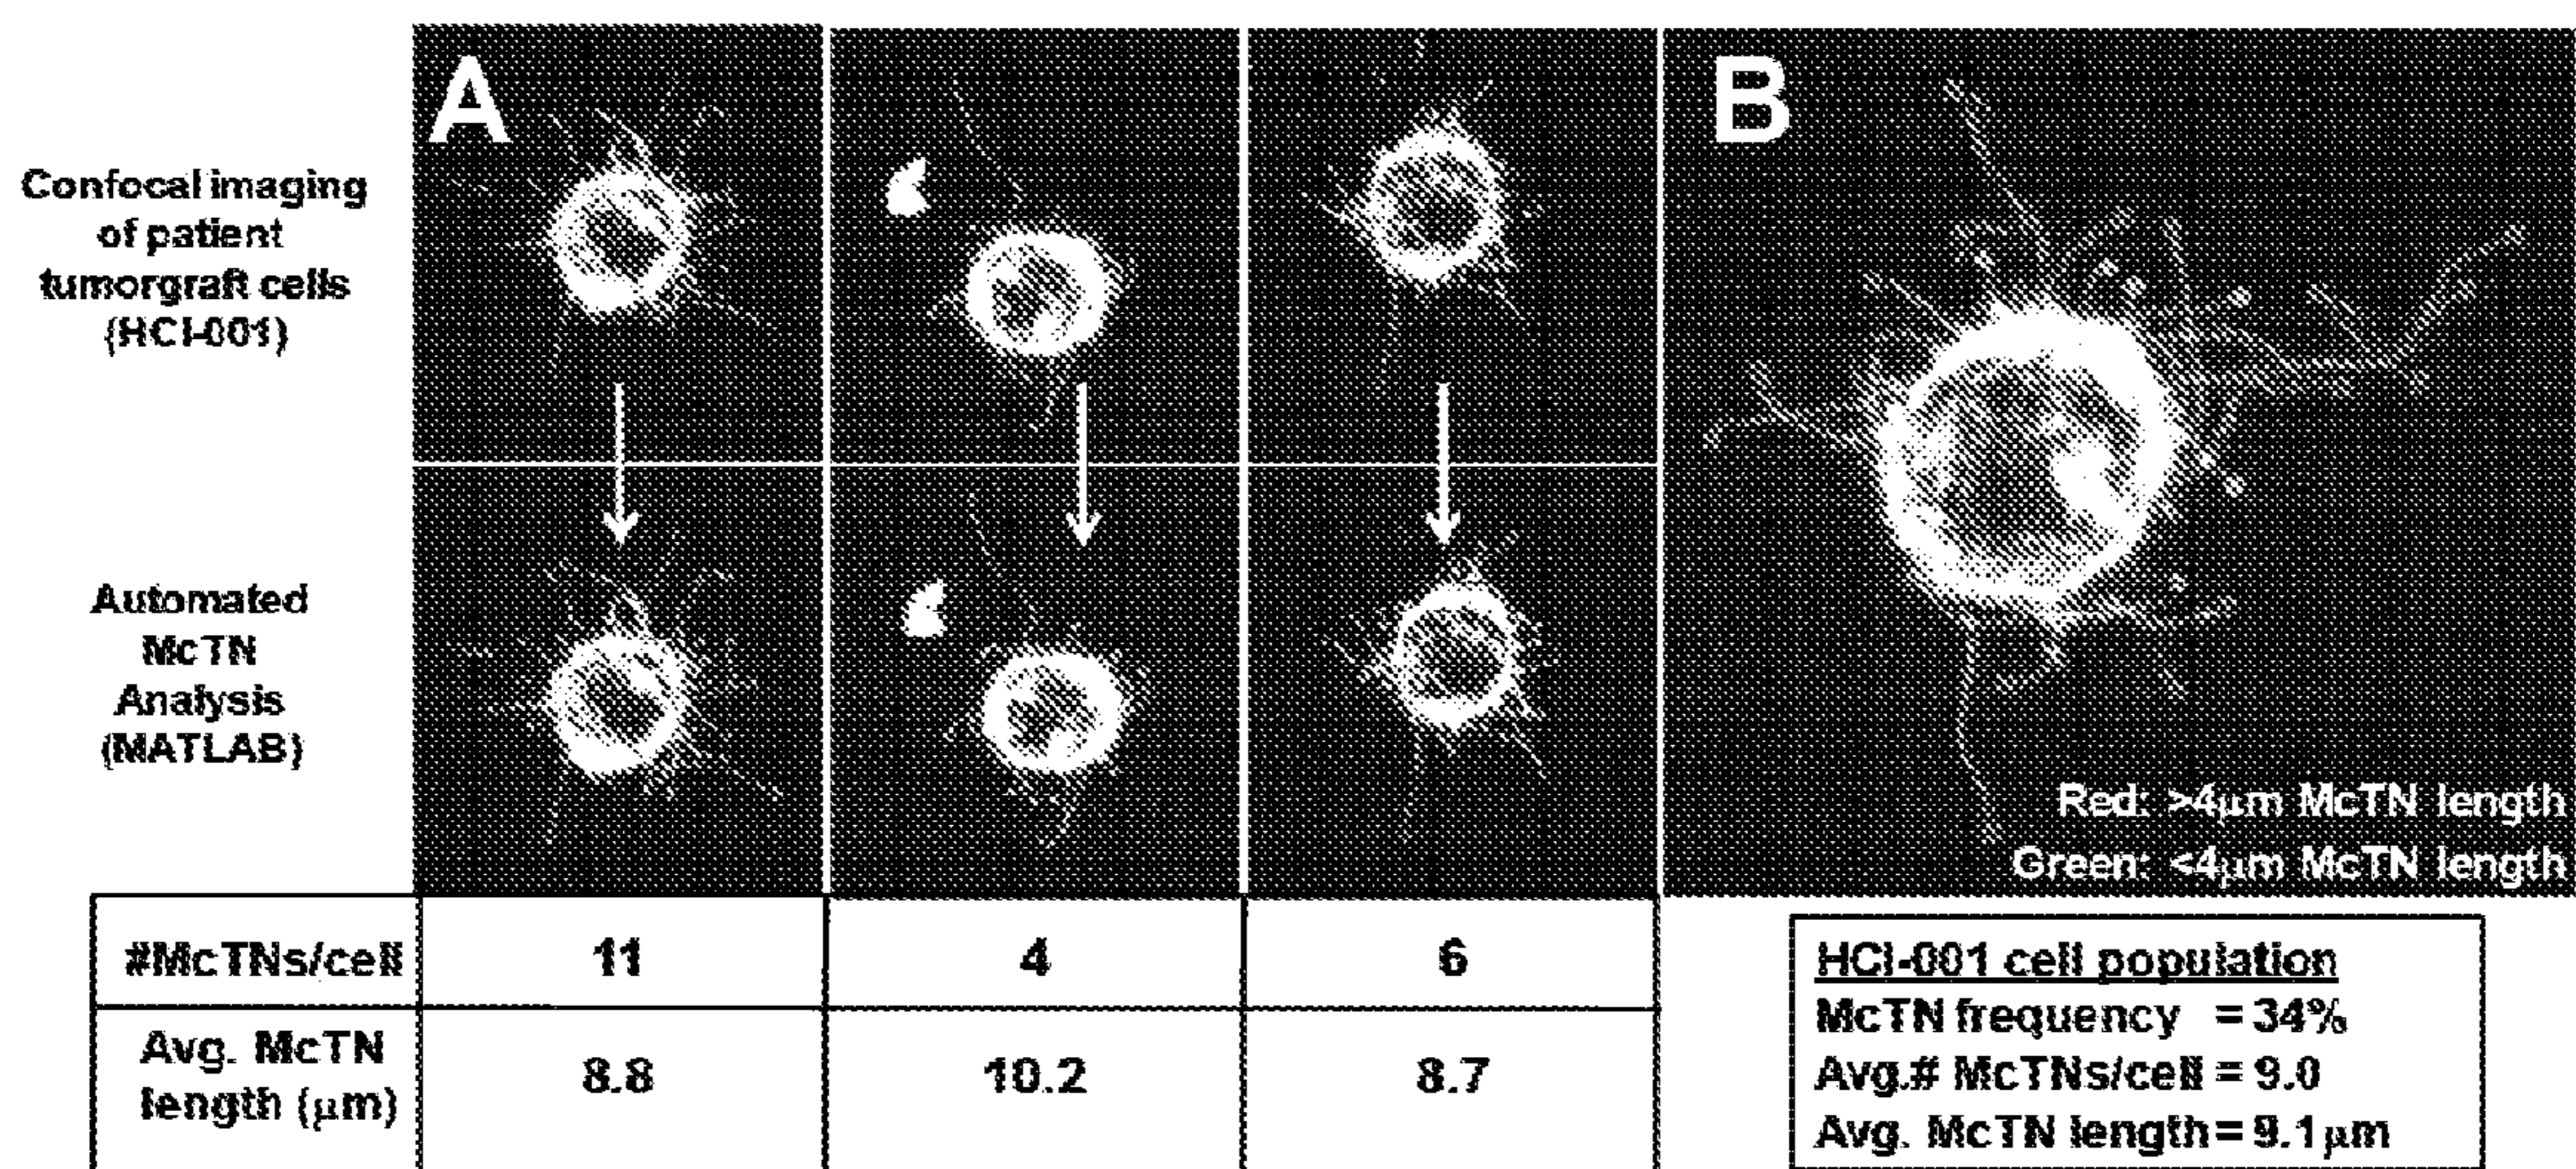 Confocal imaging
of patient
tumorgraft cells
(HCI-001)
A
B
Automated
McTN
Analysis
(MATLAB)
Red: >4μm McTN length
Green: <4μm McTN length
#McTNs/cell 11 4 6
Avg. McTN
length (μm) 8.8 10.2 8.7
HCI-001 cell population
McTN frequency = 34%
Avg.# McTNs/cell = 9.0
Avg. McTN length = 9.1μm